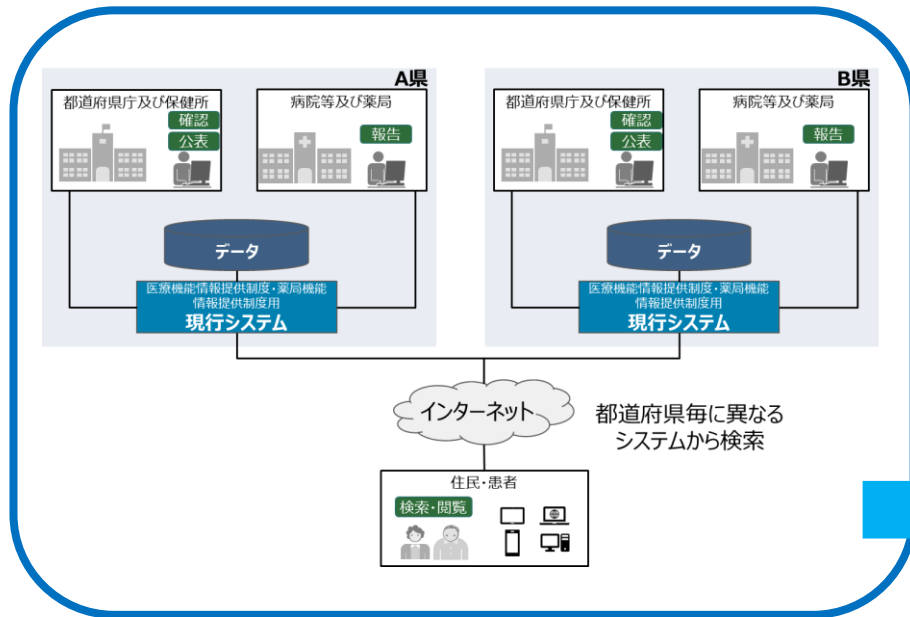 A県
都道府県庁及び保健所
確認
公表
病院等及び薬局
報告
データ
医療機能情報提供制度・薬局機能
情報提供制度用
現行システム
B県
都道府県庁及び保健所
確認
公表
病院等及び薬局
報告
データ
医療機能情報提供制度・薬局機能
情報提供制度用
現行システム
インターネット
都道府県毎に異なる
システムから検索
住民・患者
検索・閲覧